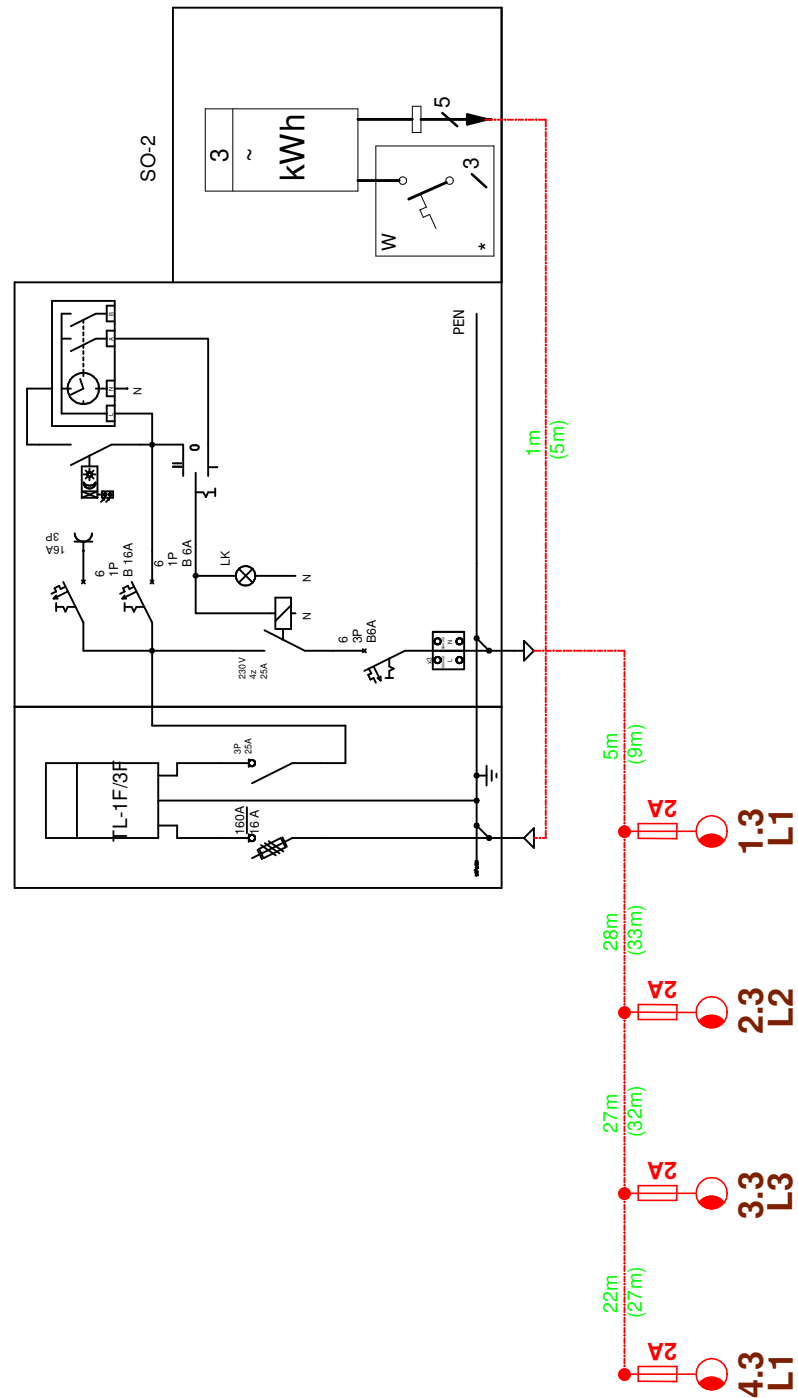 SO-2
3
~
kWh
5
3
W
*
PEN
B
A
N
L
N
II
0
I
16A
3P
6
1P
B 16A
6
1P
B 6A
LK
N
N
230V
4z
25A
6
3P
B6A
L
N
TL-1F/3F
3P
25A
160A
16 A
1m
(5m)
5m
(9m)
2A
1.3
L1
28m
(33m)
2A
2.3
L2
27m
(32m)
2A
3.3
L3
22m
(27m)
2A
4.3
L1